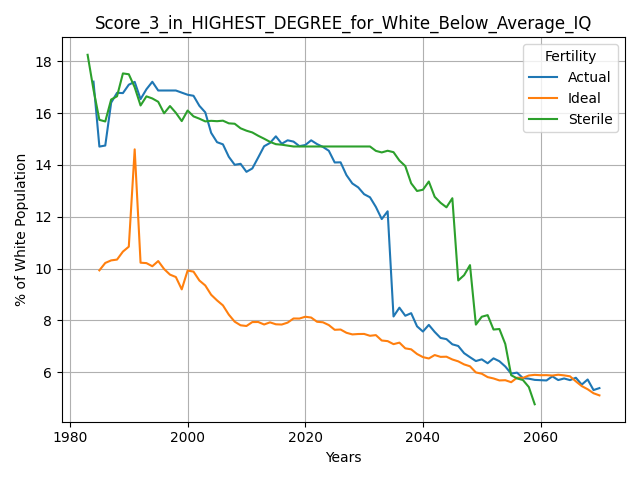 Score_3_in_HIGHEST_DEGREE_for_White_Below_Average_IQ
Fertility
Actual
Ideal
Sterile
% of White Population
18
16
14
12
10
8
6
1980
2000
2020
2040
2060
Years